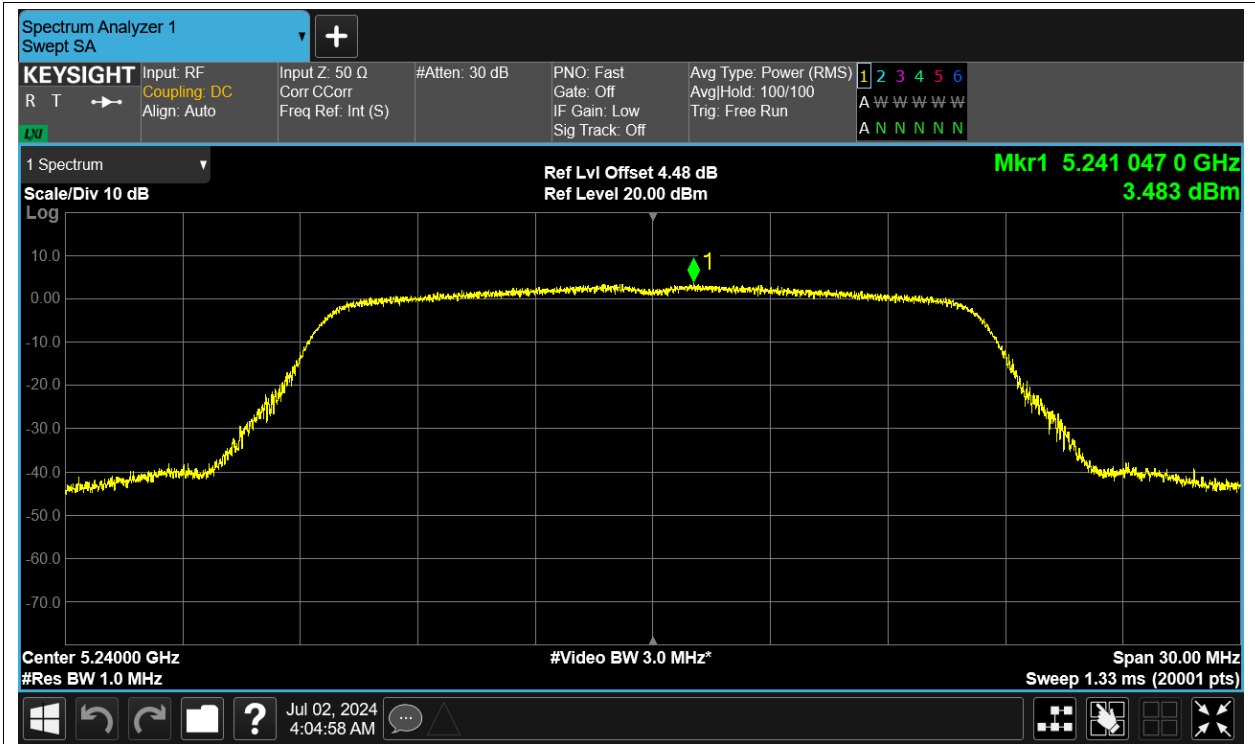 Spectrum Analyzer 1
Swept SA
+
KEYSIGHT
R T
LXI
Input: RF
Coupling: DC
Align: Auto
Input Z: 50 Ω
Corr CCorr
Freq Ref: Int (S)
#Atten: 30 dB
PNO: Fast
Gate: Off
IF Gain: Low
Sig Track: Off
Avg Type: Power (RMS)
Avg|Hold: 100/100
Trig: Free Run
1 2 3 4 5 6
A W W W W W
A N N N N N
1 Spectrum
Scale/Div 10 dB
Log
Ref Lvl Offset 4.48 dB
Ref Level 20.00 dBm
Mkr1 5.241 047 0 GHz
3.483 dBm
1
10.0
0.00
-10.0
-20.0
-30.0
-40.0
-50.0
-60.0
-70.0
Center 5.24000 GHz
#Res BW 1.0 MHz
#Video BW 3.0 MHz*
Span 30.00 MHz
Sweep 1.33 ms (20001 pts)
?
Jul 02, 2024
4:04:58 AM